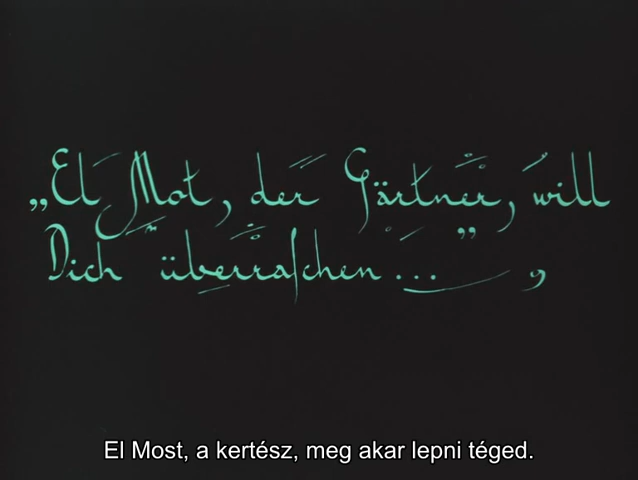 „El Mot, der Gärtner, will
Dich überraſchen...
El Most, a kertész, meg akar lepni téged.